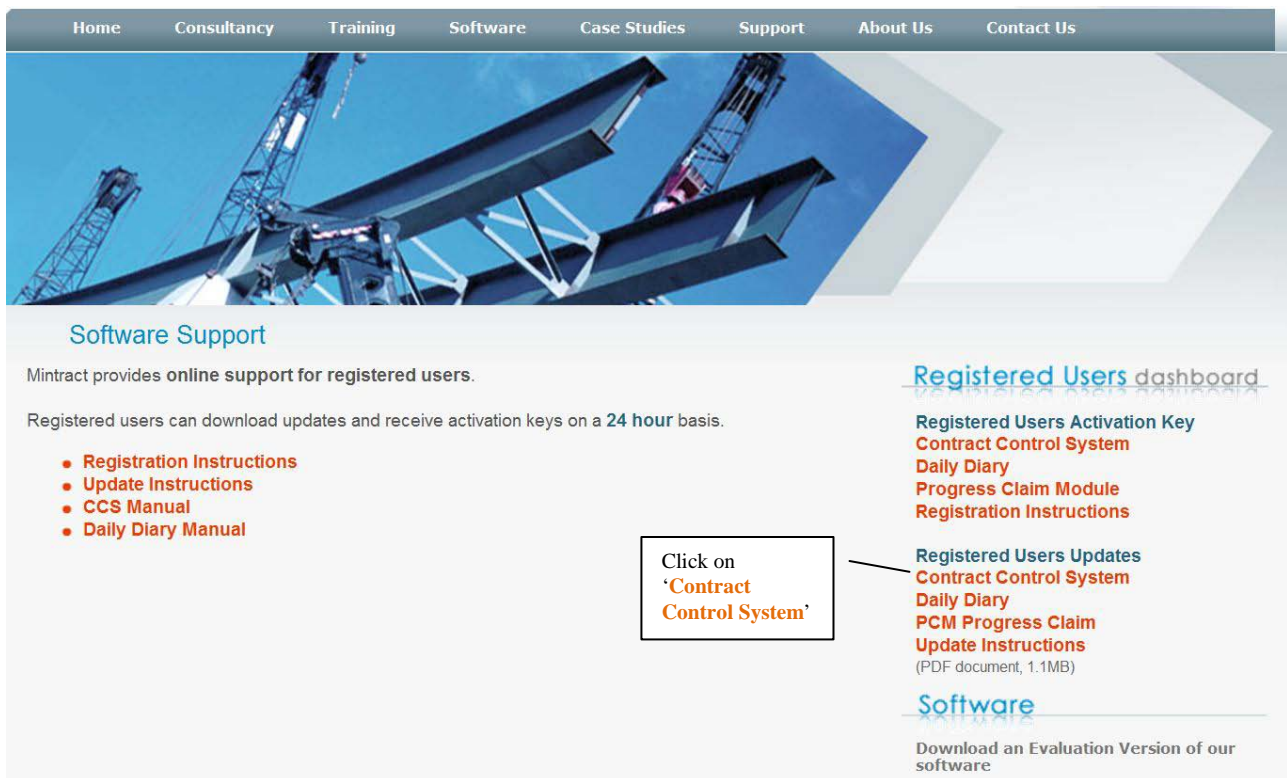 Home Consultancy Training Software Case Studies Support About Us Contact Us
Software Support
Mintract provides online support for registered users.
Registered users can download updates and receive activation keys on a 24 hour basis.
Registration Instructions
Update Instructions
CCS Manual
Daily Diary Manual
Click on
‘Contract
Control System’
Registered Users dashboard
Registered Users Activation Key
Contract Control System
Daily Diary
Progress Claim Module
Registration Instructions
Registered Users Updates
Contract Control System
Daily Diary
PCM Progress Claim
Update Instructions
(PDF document, 1.1MB)
Software
Download an Evaluation Version of our
software